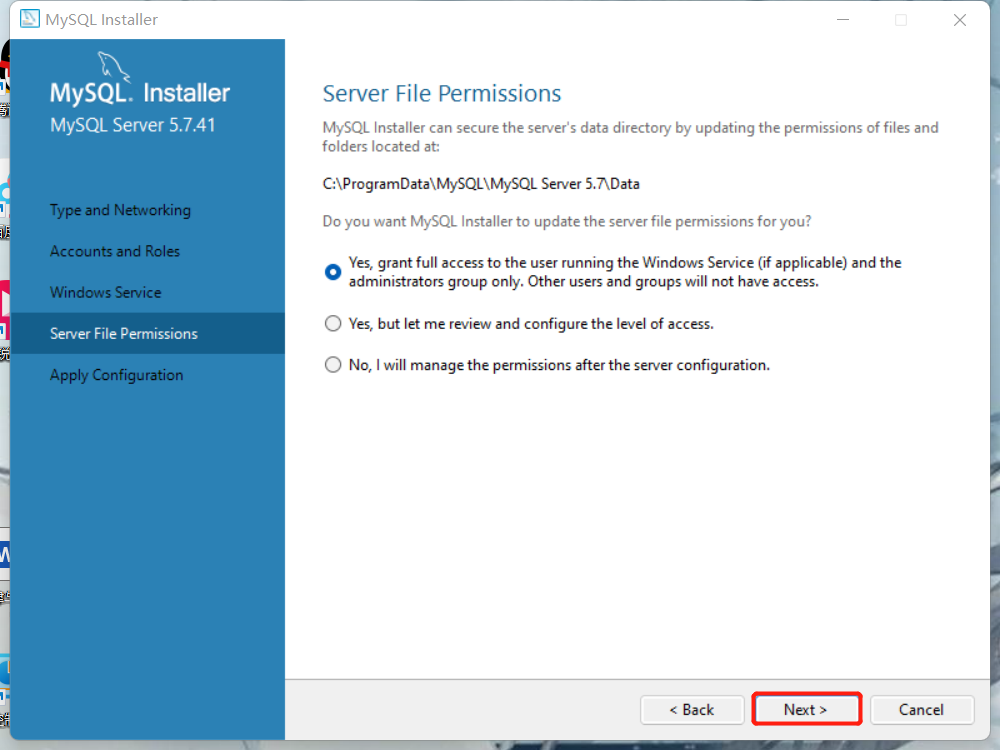 MySQL Installer
MySQL. Installer
MySQL Server 5.7.41
Type and Networking
Accounts and Roles
Windows Service
Server File Permissions
Apply Configuration
Server File Permissions
MySQL Installer can secure the server's data directory by updating the permissions of files and
folders located at:
C:\ProgramData\MySQL\MySQL Server 5.7\Data
Do you want MySQL Installer to update the server file permissions for you?
Yes, grant full access to the user running the Windows Service (if applicable) and the
administrators group only. Other users and groups will not have access.
Yes, but let me review and configure the level of access.
No, I will manage the permissions after the server configuration.
< Back
Next >
Cancel